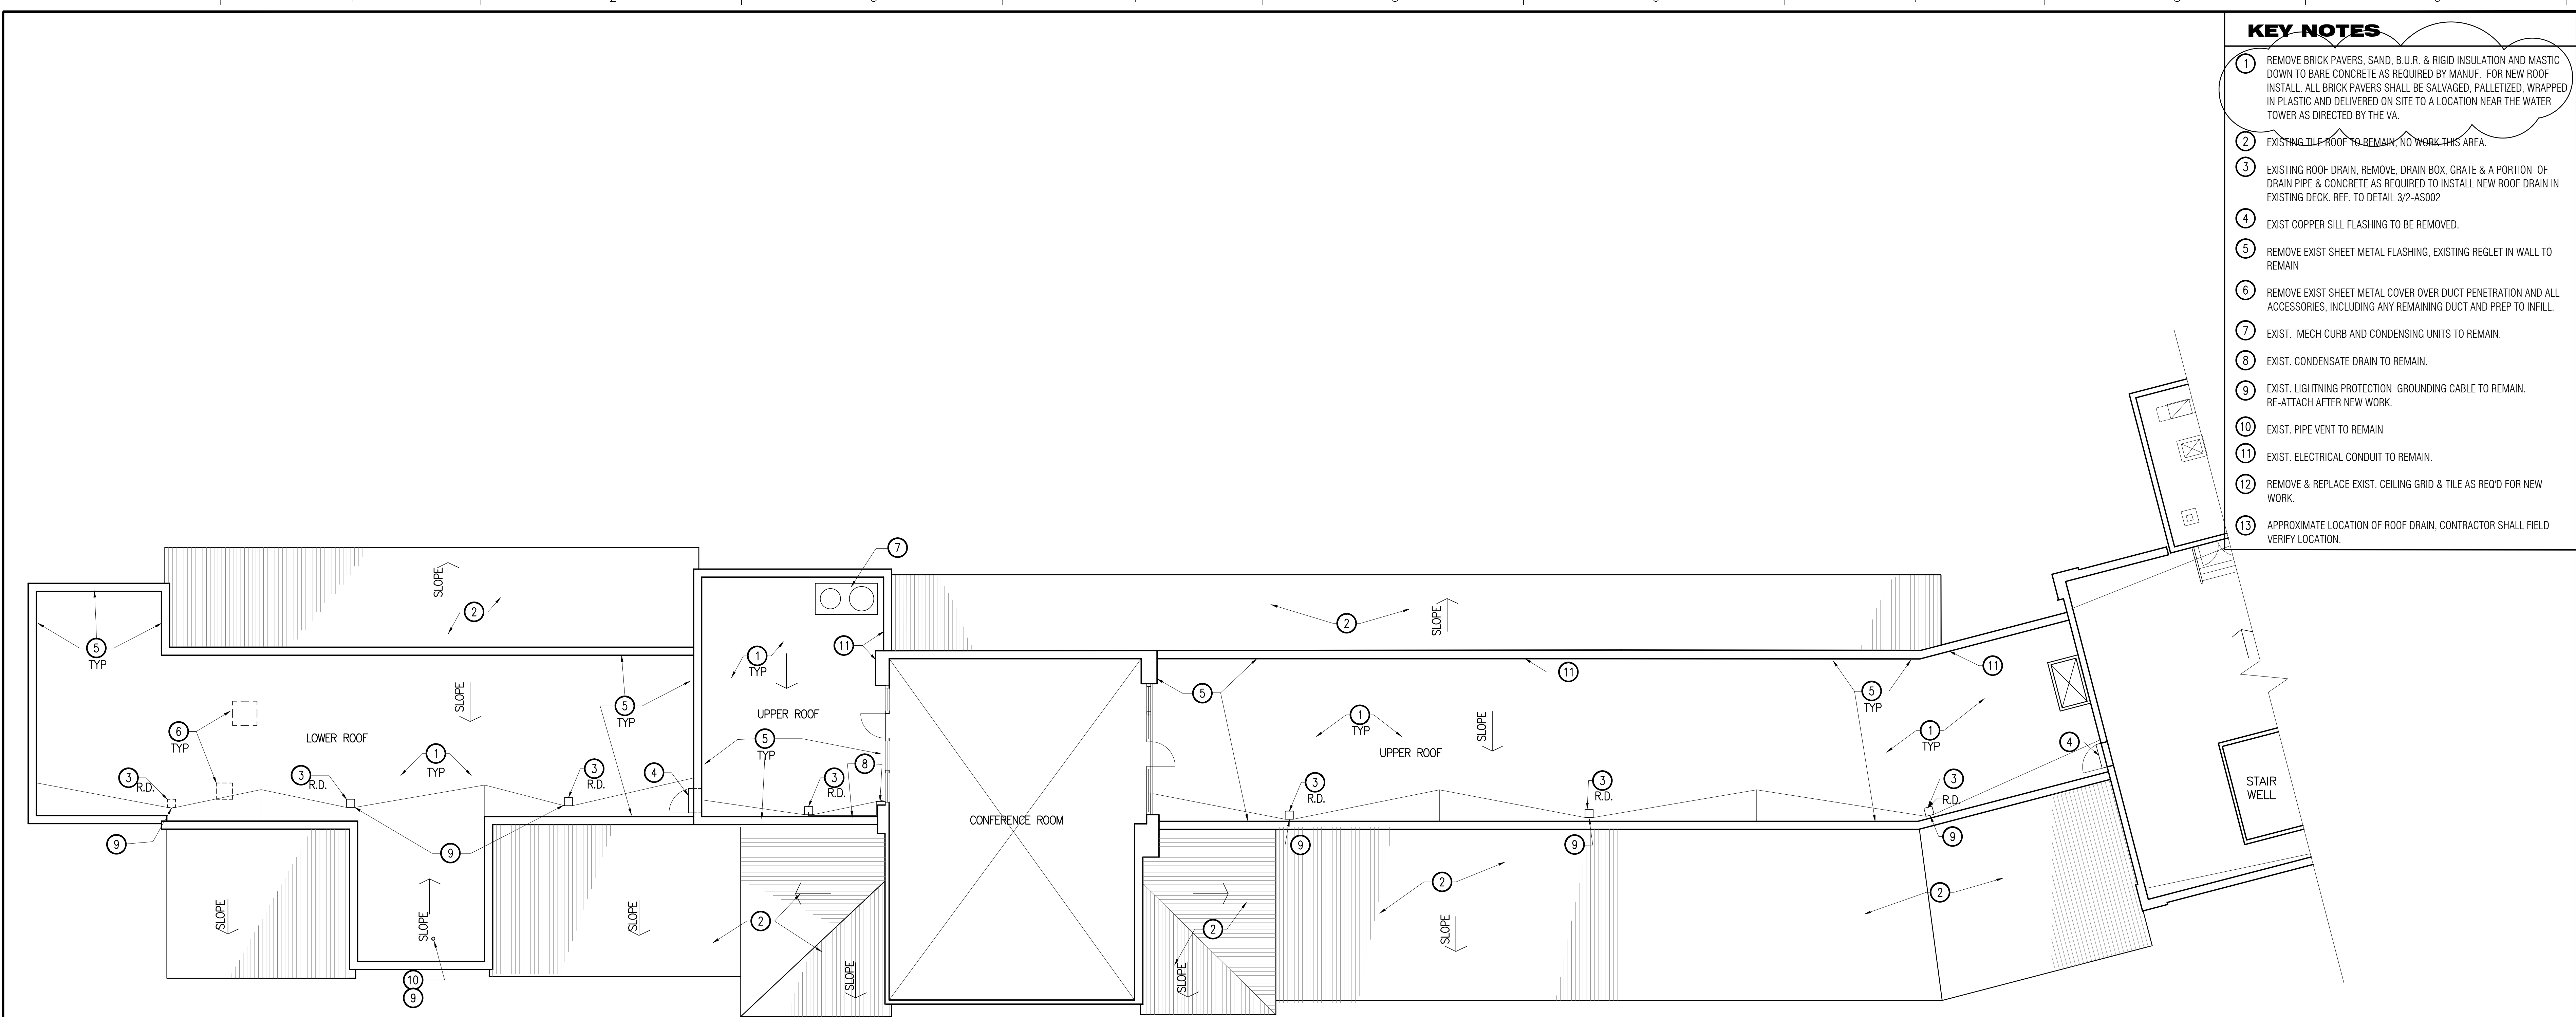 KEY NOTES
1 REMOVE BRICK PAVERS, SAND, B.U.R. & RIGID INSULATION AND MASTIC
DOWN TO BARE CONCRETE AS REQUIRED BY MANUF. FOR NEW ROOF
INSTALL. ALL BRICK PAVERS SHALL BE SALVAGED, PALLETIZED, WRAPPED
IN PLASTIC AND DELIVERED ON SITE TO A LOCATION NEAR THE WATER
TOWER AS DIRECTED BY THE VA.
2 EXISTING TILE ROOF TO REMAIN, NO WORK THIS AREA.
3 EXISTING ROOF DRAIN, REMOVE, DRAIN BOX, GRATE & A PORTION OF
DRAIN PIPE & CONCRETE AS REQUIRED TO INSTALL NEW ROOF DRAIN IN
EXISTING DECK. REF. TO DETAIL 3/2-AS002
4 EXIST COPPER SILL FLASHING TO BE REMOVED.
5 REMOVE EXIST SHEET METAL FLASHING, EXISTING REGLET IN WALL TO
REMAIN
6 REMOVE EXIST SHEET METAL COVER OVER DUCT PENETRATION AND ALL
ACCESSORIES, INCLUDING ANY REMAINING DUCT AND PREP TO INFILL.
7 EXIST. MECH CURB AND CONDENSING UNITS TO REMAIN.
8 EXIST. CONDENSATE DRAIN TO REMAIN.
9 EXIST. LIGHTNING PROTECTION GROUNDING CABLE TO REMAIN.
RE-ATTACH AFTER NEW WORK.
10 EXIST. PIPE VENT TO REMAIN
11 EXIST. ELECTRICAL CONDUIT TO REMAIN.
12 REMOVE & REPLACE EXIST. CEILING GRID & TILE AS REQ'D FOR NEW
WORK.
13 APPROXIMATE LOCATION OF ROOF DRAIN, CONTRACTOR SHALL FIELD
VERIFY LOCATION.
7
SLOPE
2
2
SLOPE
5
TYP
11
1
TYP
11
5
SLOPE
5
TYP
5
TYP
UPPER ROOF
1
TYP
SLOPE
1
TYP
6
TYP
LOWER ROOF
5
TYP
UPPER ROOF
4
1
TYP
8
3
R.D.
3
R.D.
3
R.D.
4
3
R.D.
3
R.D.
3
R.D.
3
R.D.
STAIR
WELL
CONFERENCE ROOM
9
9
9
9
9
2
2
SLOPE
SLOPE
SLOPE
2
2
SLOPE
SLOPE
SLOPE
10
9